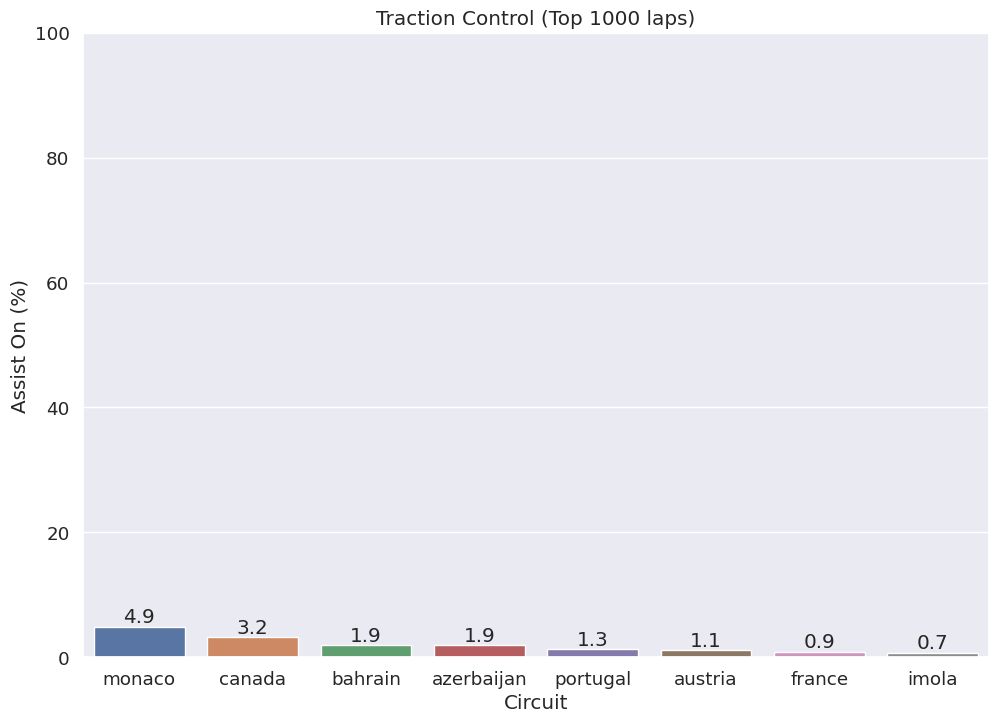 Traction Control (Top 1000 laps)
100
80
60
40
20
0
Assist On (%)
4.9
3.2
1.9
1.9
1.3
1.1
0.9
0.7
monaco
canada
bahrain
azerbaijan
portugal
austria
france
imola
Circuit